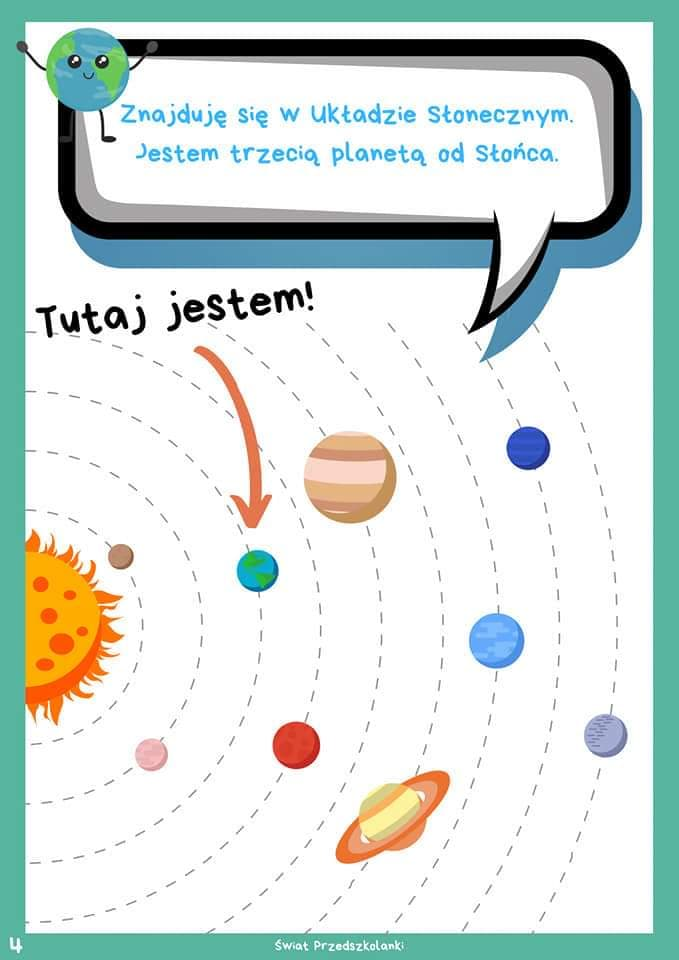 Znajduję się w Układzie Słonecznym.
Jestem trzecią planetą od Słońca.
Tutaj jestem!
4
Świat Przedszkolanki